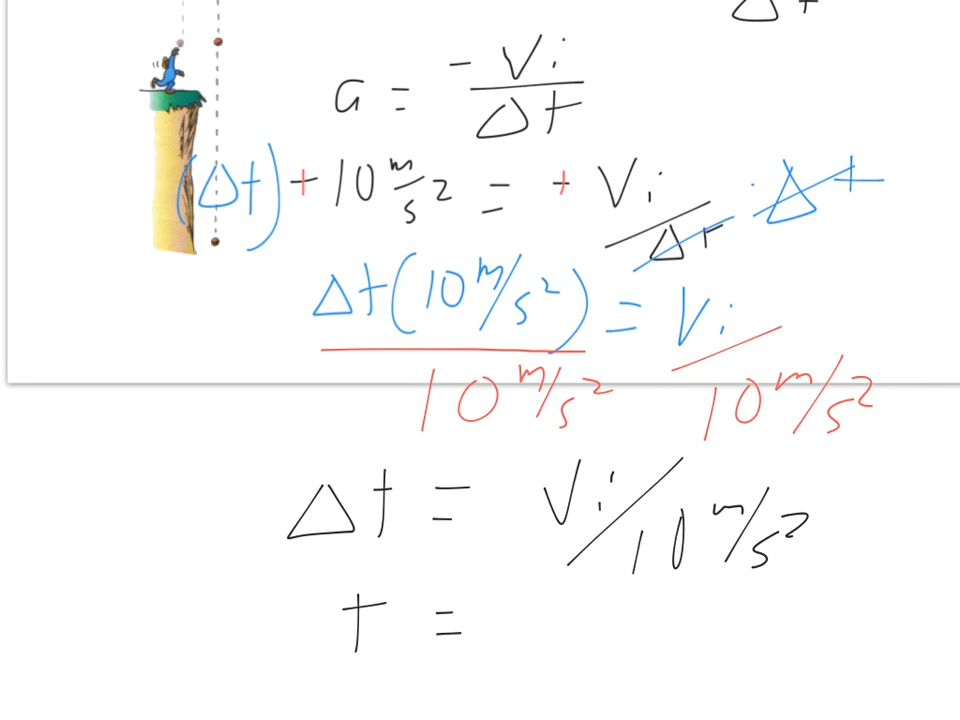 Δt
a = -Vi/Δt
(Δt) + 10 m/s2 = + Vi/Δt · Δt
Δt(10 m/s²) = Vi
10 m/s² 10 m/s²
Δt = Vi/10 m/s²
t =